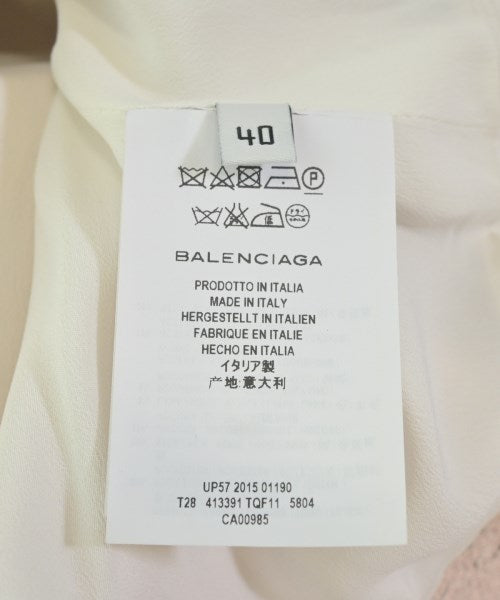 40
P
BALENCIAGA
PRODOTTO IN ITALIA
MADE IN ITALY
HERGESTELLT IN ITALIEN
FABRIQUE EN ITALIE
HECHO EN ITALIA
イタリア製
产地:意大利
UP57 2015 01190
T28 413391 TQF11 5804
CA00985